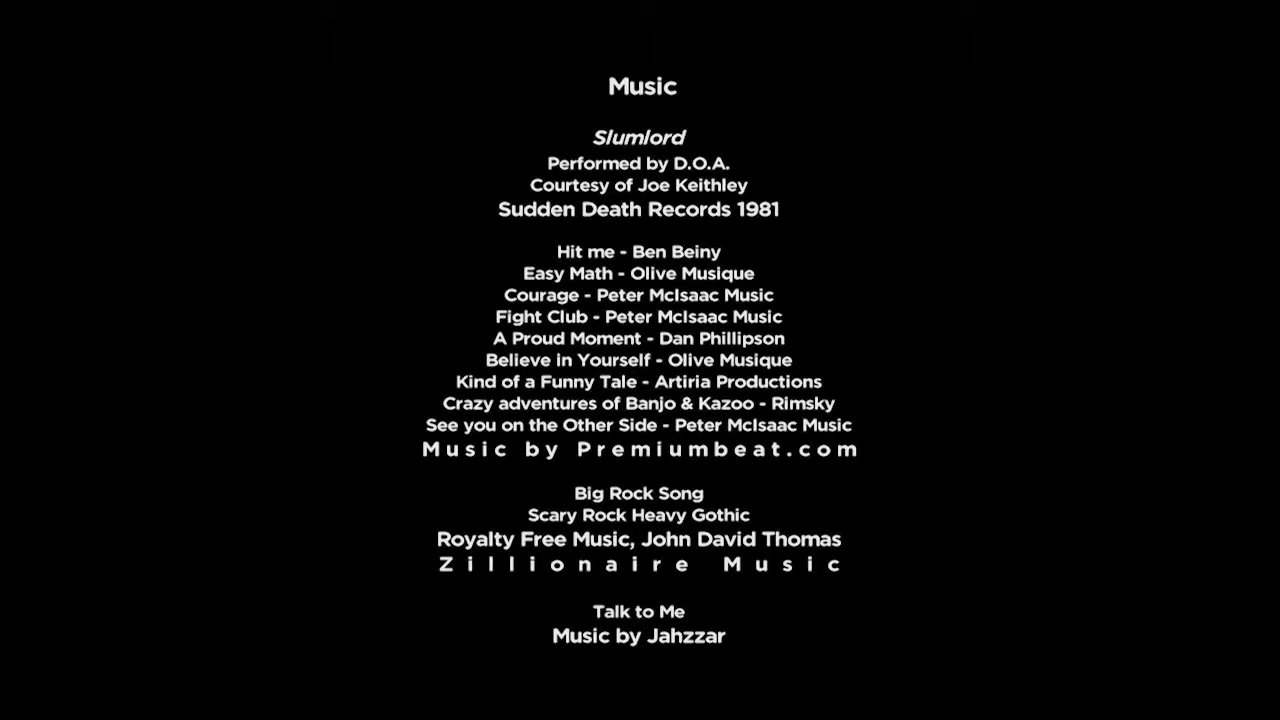 Music
Slumlord
Performed by D.O.A.
Courtesy of Joe Keithley
Sudden Death Records 1981
Hit me - Ben Beiny
Easy Math - Olive Musique
Courage - Peter McIsaac Music
Fight Club - Peter McIsaac Music
A Proud Moment - Dan Phillipson
Believe in Yourself - Olive Musique
Kind of a Funny Tale - Artiria Productions
Crazy adventures of Banjo & Kazoo - Rimsky
See you on the Other Side - Peter McIsaac Music
Music by Premiumbeat.com
Big Rock Song
Scary Rock Heavy Gothic
Royalty Free Music, John David Thomas
Zillionaire Music
Talk to Me
Music by Jahzzar